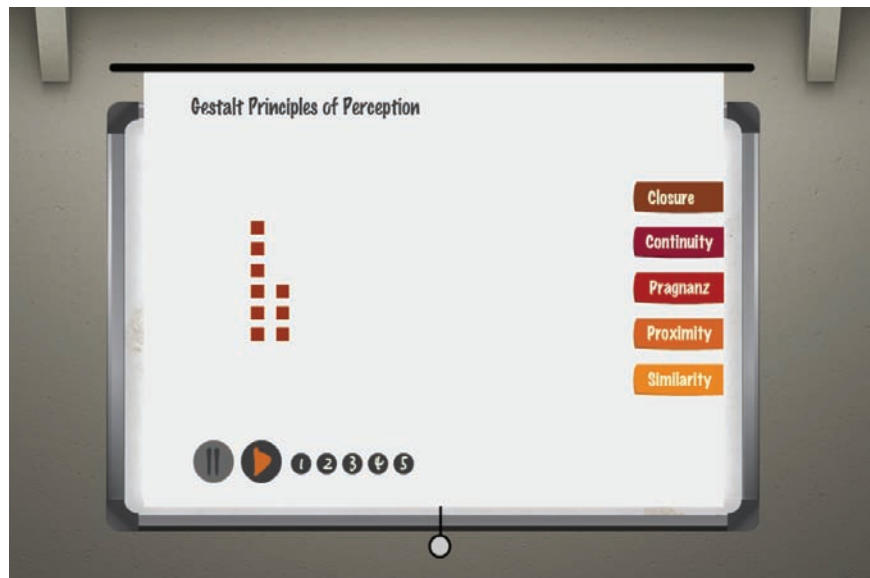 Gestalt Principles of Perception
Closure
Continuity
Pragnanz
Proximity
Similarity
1 2 3 4 5